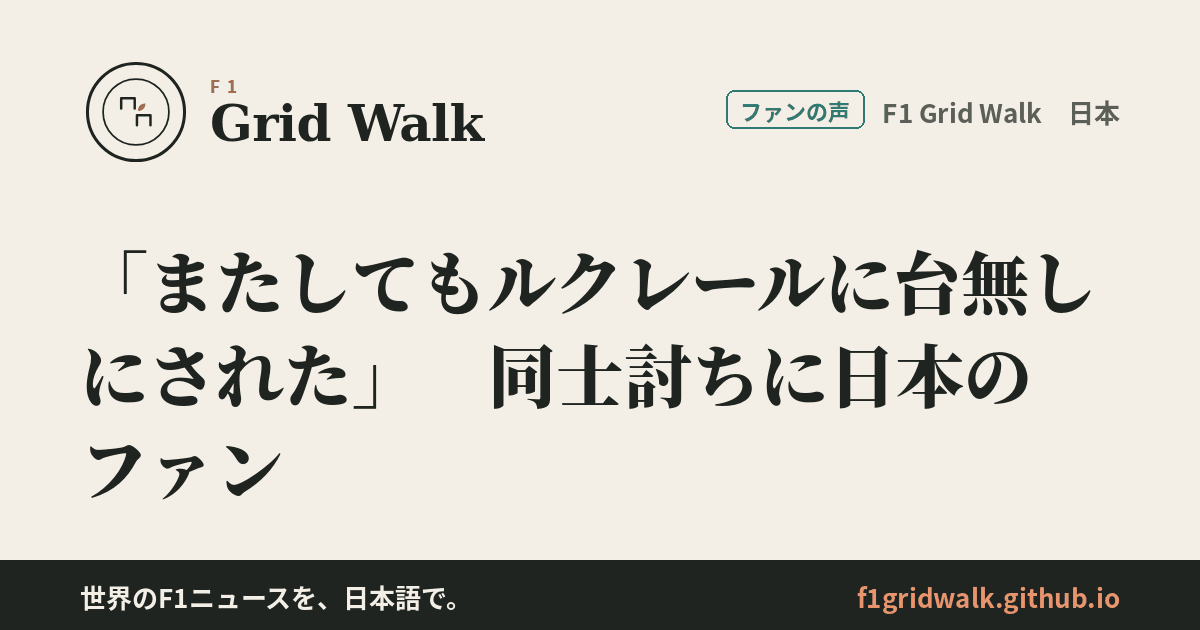 F1
Grid Walk
ファンの声
F1 Grid Walk 日本
「またしてもルクレールに台無し
にされた」 同士討ちに日本の
ファン
世界のF1ニュースを、日本語で。
f1gridwalk.github.io